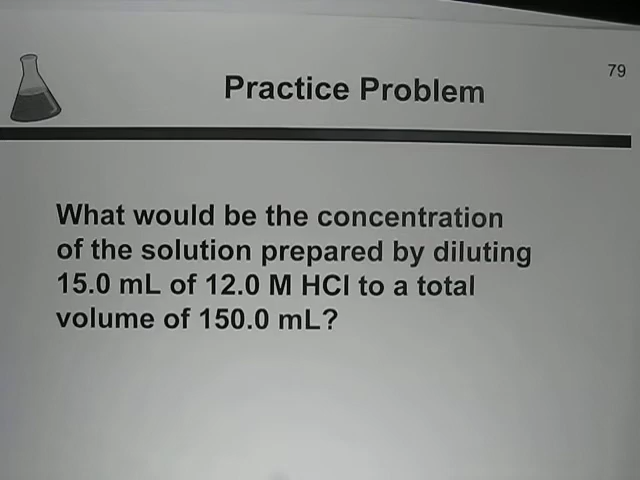 79
Practice Problem
What would be the concentration
of the solution prepared by diluting
15.0 mL of 12.0 M HCl to a total
volume of 150.0 mL?